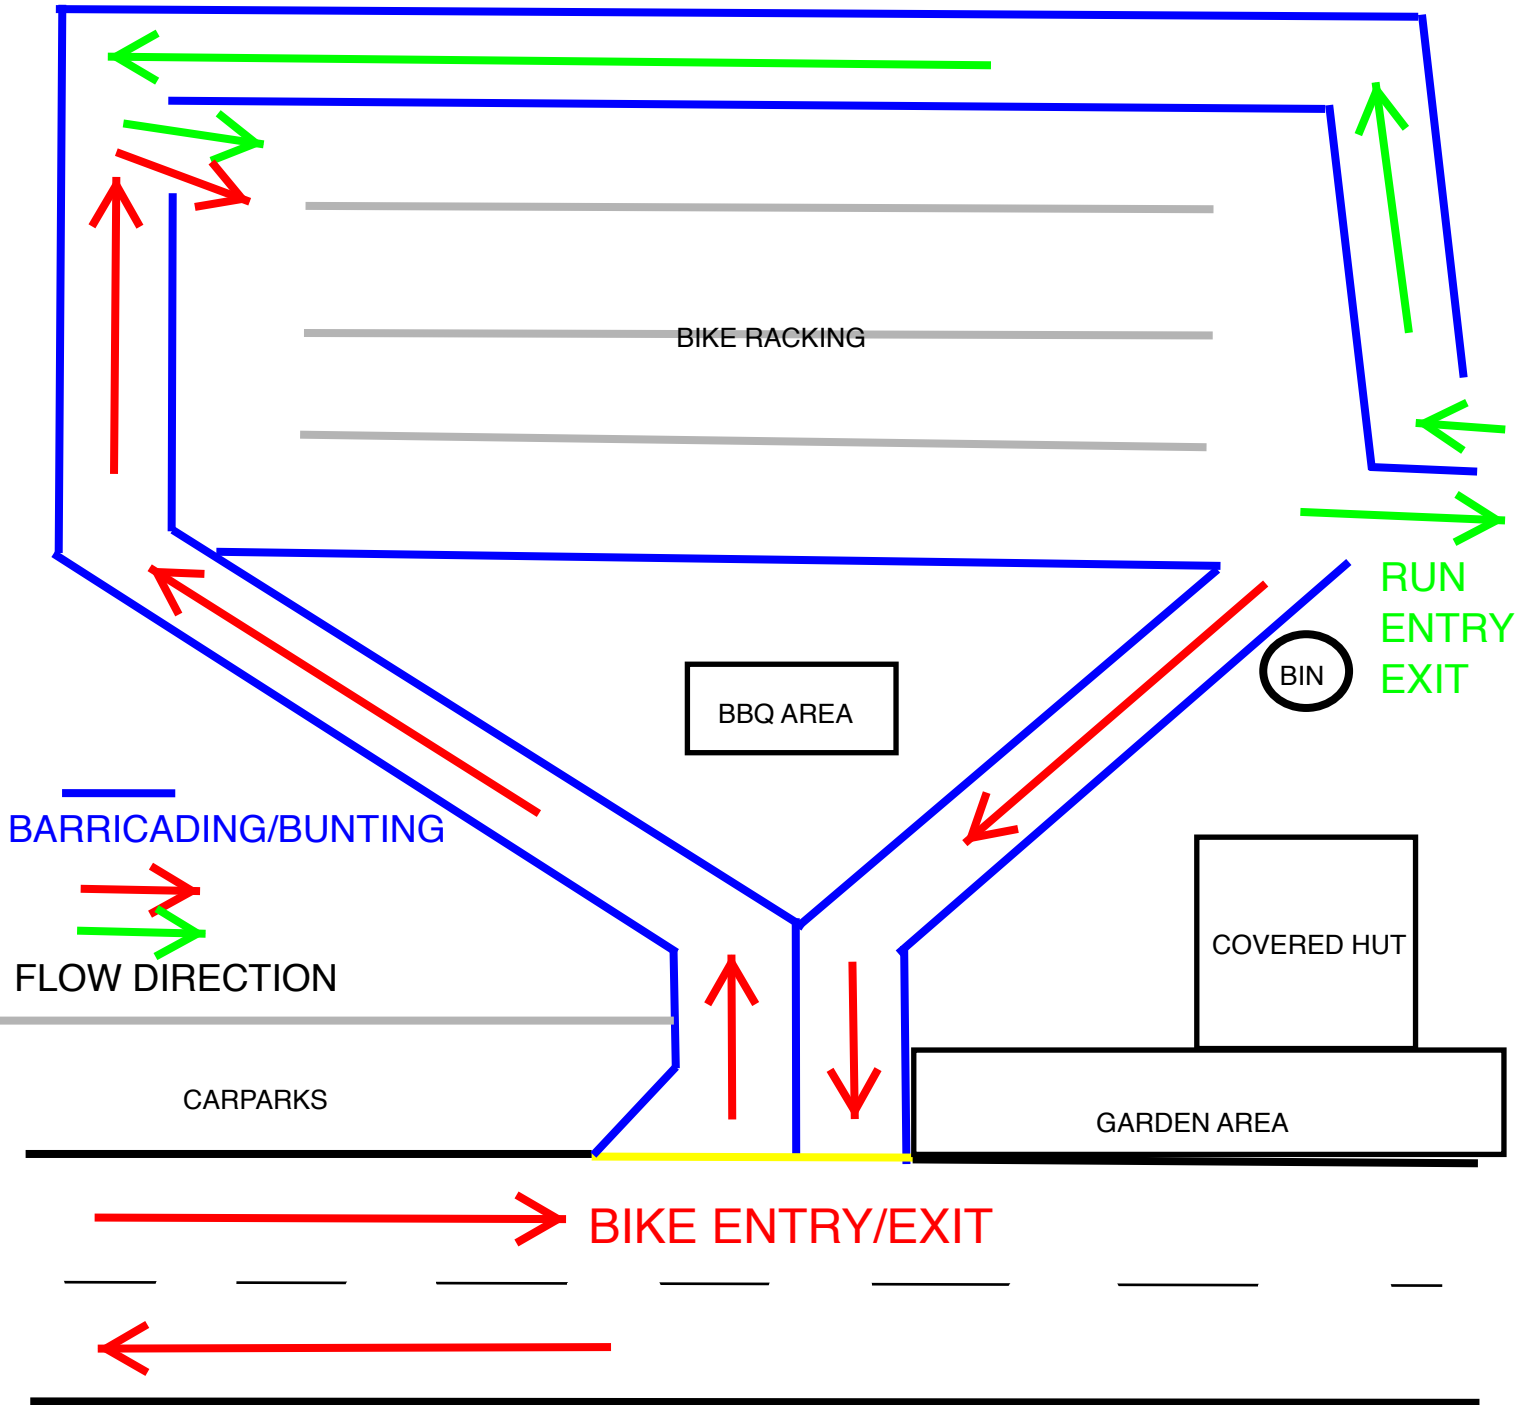 BIKE RACKING
RUN
ENTRY
EXIT
BIN
BBQ AREA
BARRICADING/BUNTING
FLOW DIRECTION
COVERED HUT
CARPARKS
GARDEN AREA
BIKE ENTRY/EXIT